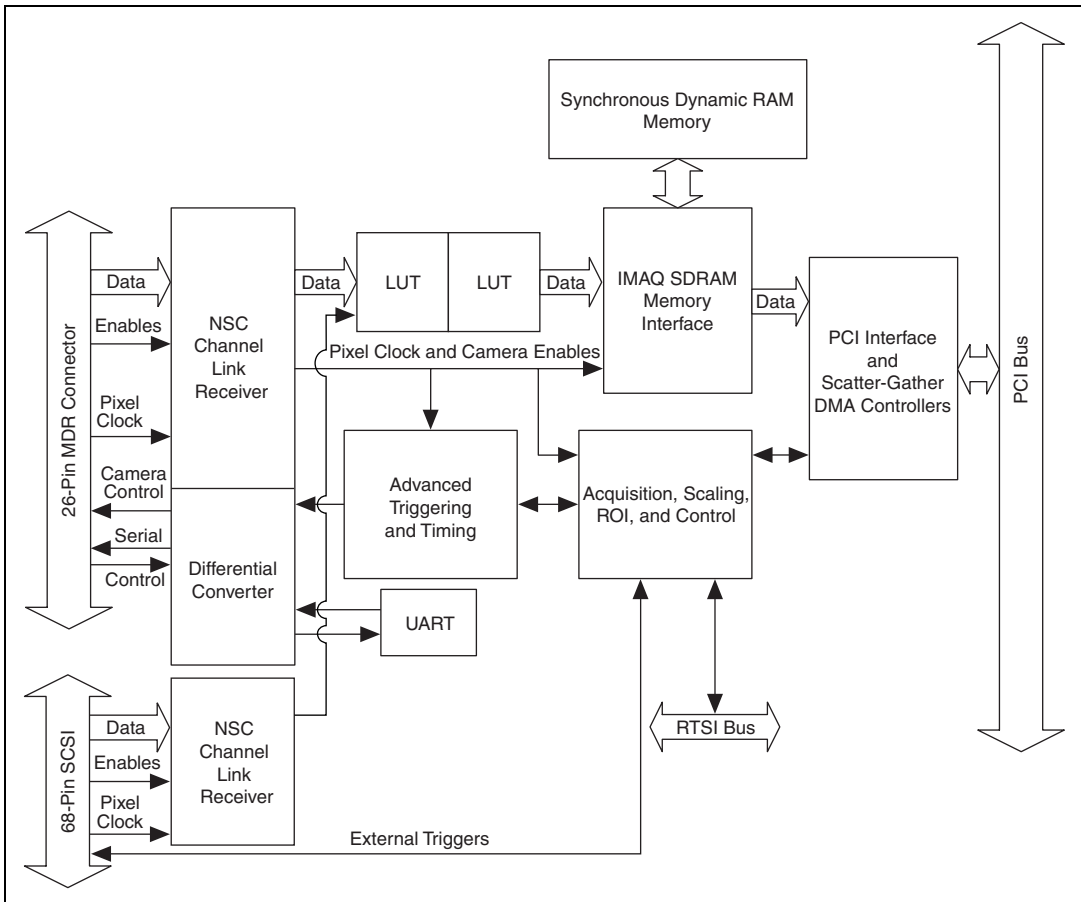 Synchronous Dynamic RAM
Memory
PCI Bus
26-Pin MDR Connector
Data
Enables
Pixel
Clock
Camera
Control
Serial
Control
NSC
Channel
Link
Receiver
Differential
Converter
Data
LUT
LUT
Data
IMAQ SDRAM
Memory
Interface
Data
PCI Interface
and
Scatter-Gather
DMA Controllers
Pixel Clock and Camera Enables
Advanced
Triggering
and Timing
Acquisition, Scaling,
ROI, and Control
UART
68-Pin SCSI
Data
Enables
Pixel
Clock
NSC
Channel
Link
Receiver
RTSI Bus
External Triggers